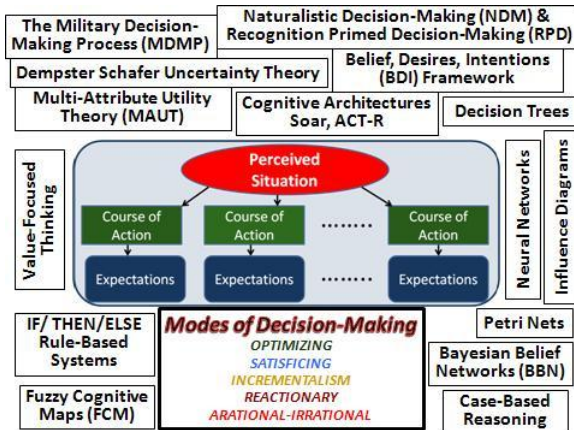 The Military Decision-
Making Process (MDMP)
Naturalistic Decision-Making (NDM) &
Recognition Primed Decision-Making (RPD)
Dempster Schafer Uncertainty Theory
Belief, Desires, Intentions
(BDI) Framework
Multi-Attribute Utility
Theory (MAUT)
Cognitive Architectures
Soar, ACT-R
Decision Trees
Value-Focused
Thinking
Perceived
Situation
Course of
Action
Course of
Action
........
Course of
Action
Expectations
Expectations
........
Expectations
Neural Networks
Influence Diagrams
IF/ THEN/ELSE
Rule-Based
Systems
Fuzzy Cognitive
Maps (FCM)
Modes of Decision-Making
OPTIMIZING
SATISFICING
INCREMENTALISM
REACTIONARY
ARATIONAL-IRRATIONAL
Petri Nets
Bayesian Belief
Networks (BBN)
Case-Based
Reasoning